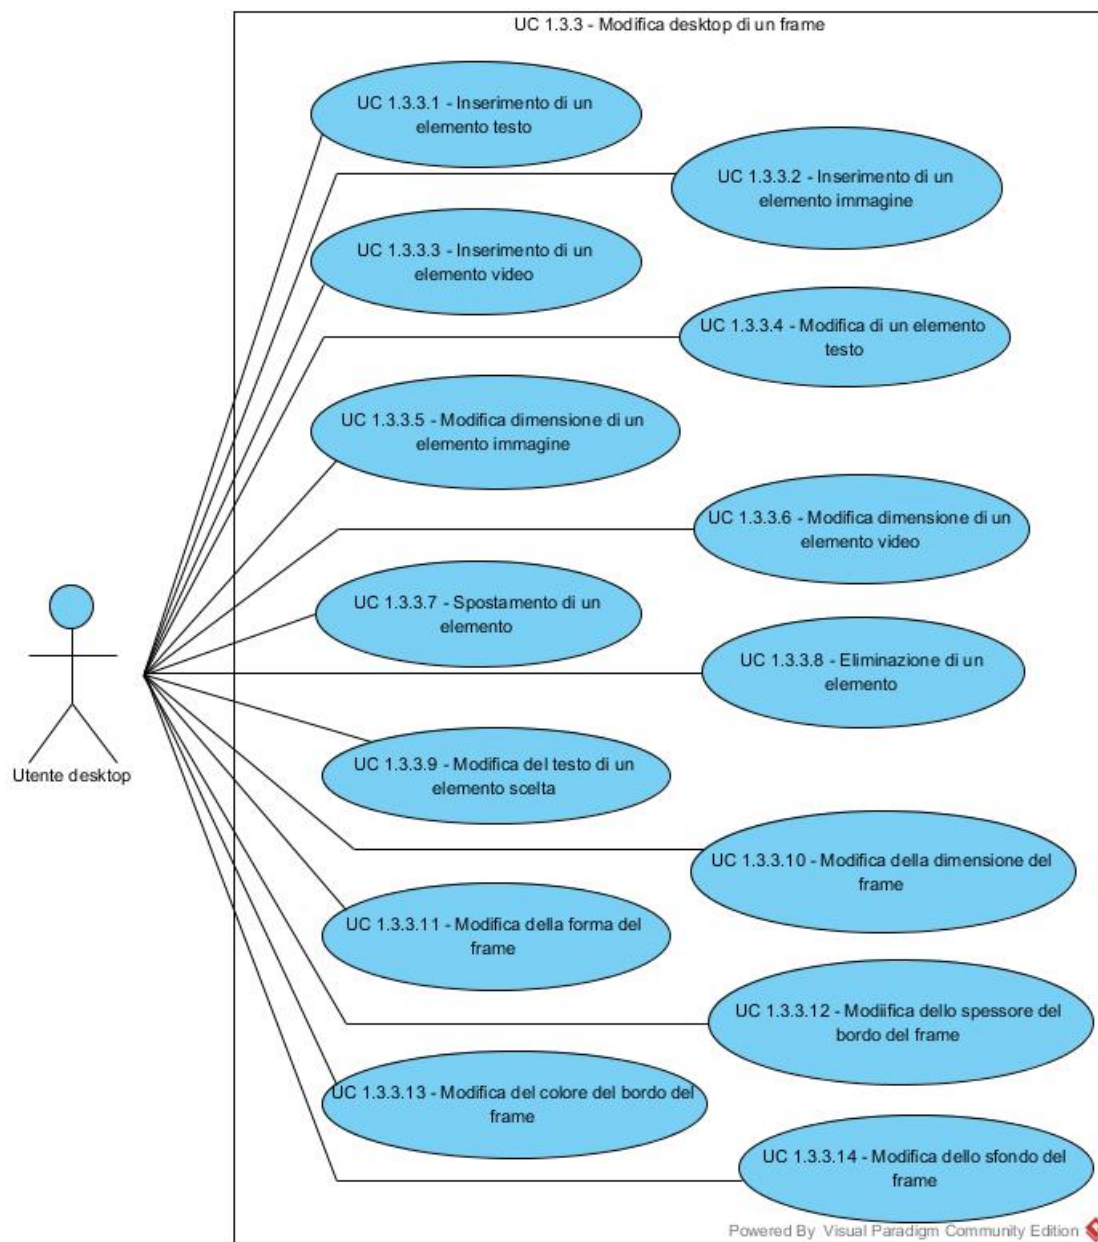 UC 1.3.3 - Modifica desktop di un frame
UC 1.3.3.1 - Inserimento di un
elemento testo
UC 1.3.3.2 - Inserimento di un
elemento immagine
UC 1.3.3.3 - Inserimento di un
elemento video
UC 1.3.3.4 - Modifica di un elemento
testo
UC 1.3.3.5 - Modifica dimensione di un
elemento immagine
UC 1.3.3.6 - Modifica dimensione di un
elemento video
UC 1.3.3.7 - Spostamento di un
elemento
UC 1.3.3.8 - Eliminazione di un
elemento
Utente desktop
UC 1.3.3.9 - Modifica del testo di un
elemento scelta
UC 1.3.3.10 - Modifica della dimensione del
frame
UC 1.3.3.11 - Modifica della forma del
frame
UC 1.3.3.12 - Modiifica dello spessore del
bordo del frame
UC 1.3.3.13 - Modifica del colore del bordo del
frame
UC 1.3.3.14 - Modifica dello sfondo del
frame
Powered By Visual Paradigm Community Edition